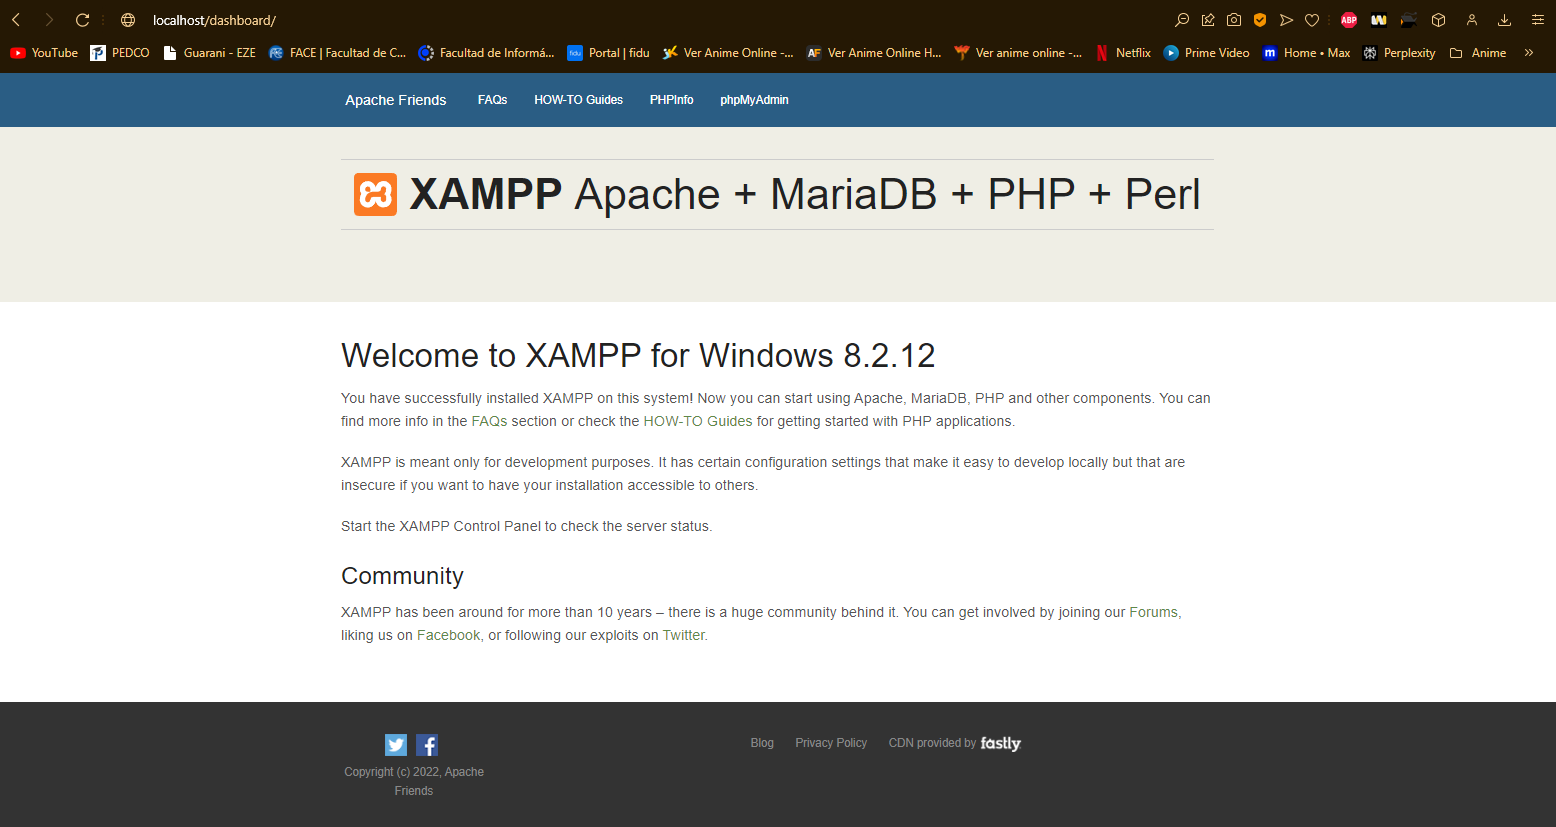 localhost/dashboard/
ABP
YouTube PEDCO Guarani - EZE FACE | Facultad de C... Facultad de Informá... fidu Portal | fidu Ver Anime Online -... AF Ver Anime Online H... Ver anime online -... Netflix Prime Video m Home • Max Perplexity Anime »
Apache Friends FAQs HOW-TO Guides PHPInfo phpMyAdmin
XAMPP Apache + MariaDB + PHP + Perl
Welcome to XAMPP for Windows 8.2.12
You have successfully installed XAMPP on this system! Now you can start using Apache, MariaDB, PHP and other components. You can
find more info in the FAQs section or check the HOW-TO Guides for getting started with PHP applications.
XAMPP is meant only for development purposes. It has certain configuration settings that make it easy to develop locally but that are
insecure if you want to have your installation accessible to others.
Start the XAMPP Control Panel to check the server status.
Community
XAMPP has been around for more than 10 years – there is a huge community behind it. You can get involved by joining our Forums,
liking us on Facebook, or following our exploits on Twitter.
Blog Privacy Policy CDN provided by fastly
Copyright (c) 2022, Apache
Friends